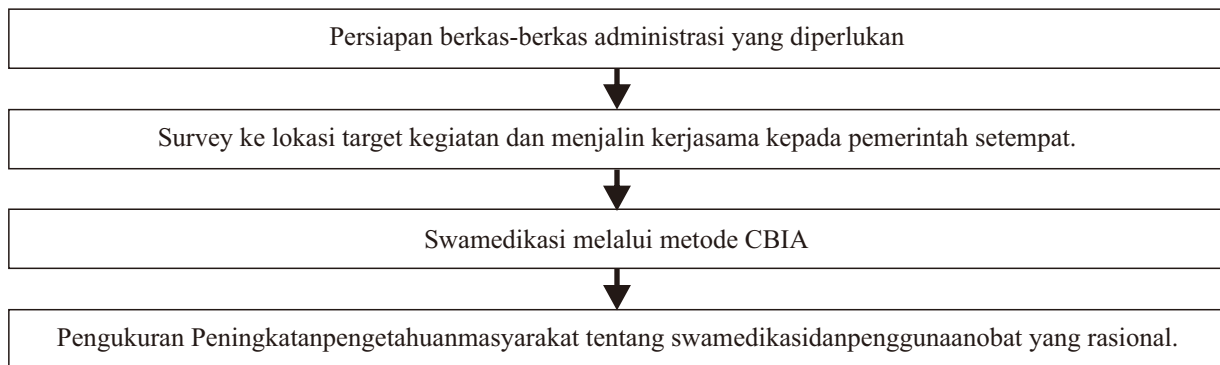 Persiapan berkas-berkas administrasi yang diperlukan
Survey ke lokasi target kegiatan dan menjalin kerjasama kepada pemerintah setempat.
Swamedikasi melalui metode CBIA
Pengukuran Peningkatanpengetahuanmasyarakat tentang swamedikasidanpenggunaanobat yang rasional.